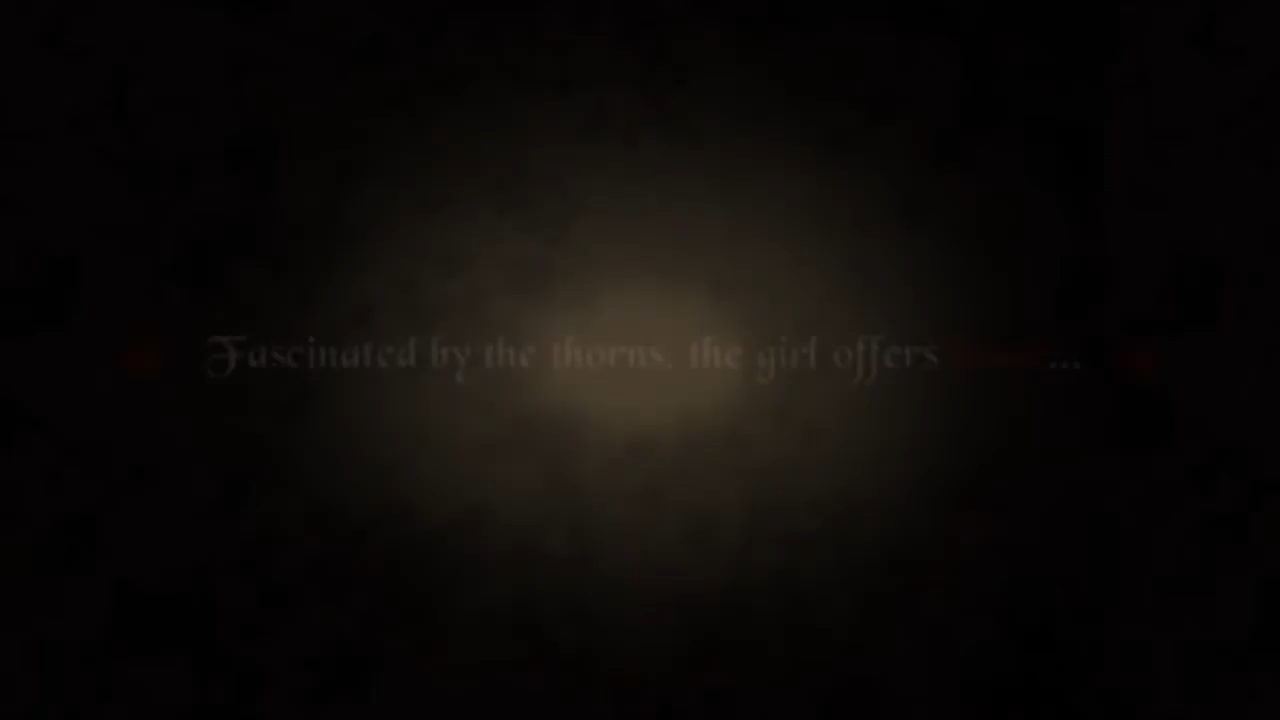 Fascinated by the thorns, the girl offers ...